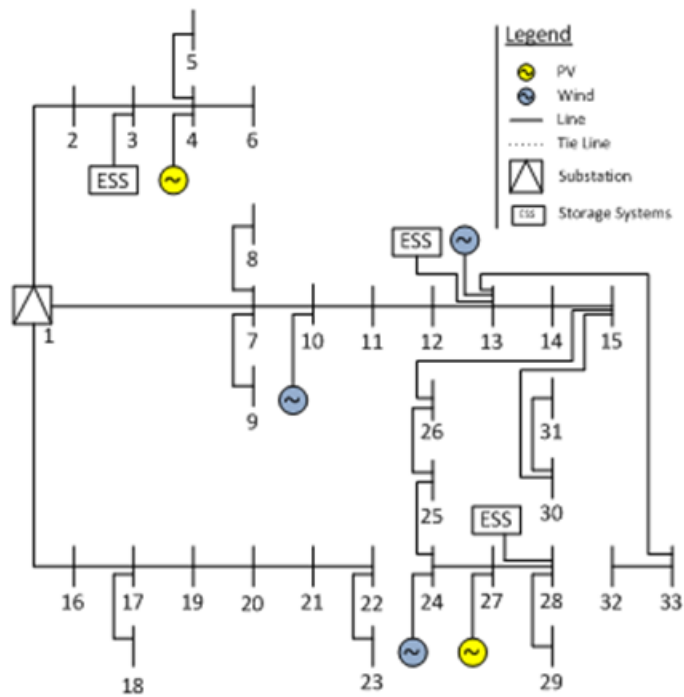 5
Legend
PV
Wind
Line
Tie Line
Substation
ESS Storage Systems
2 3 4 6
ESS ~
8
ESS ~
1
7 10 11 12 13 14 15
~
9
26 31
25 30
ESS
16 17 19 20 21 22 24 27 28 32 33
~ ~
18 23 29